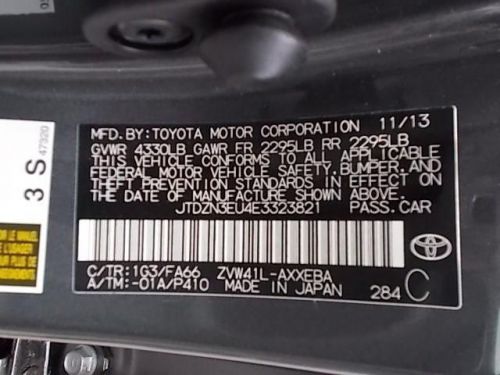 MFD. BY: TOYOTA MOTOR CORPORATION 11/13
GVWR 4330LB GAWR FR 2295LB RR 2295LB
THIS VEHICLE CONFORMS TO ALL APPLICABLE
FEDERAL MOTOR VEHICLE SAFETY, BUMPER, AND
THEFT PREVENTION STANDARDS IN EFFECT ON
THE DATE OF MANUFACTURE SHOWN ABOVE.
JTDZN3EU4E3323821 PASS. CAR
C/TR: 1G3/FA66 ZVW41L-AXXEBA
A/TM: -01A/P410 MADE IN JAPAN 284 C
TOYOTA
3 S
47320